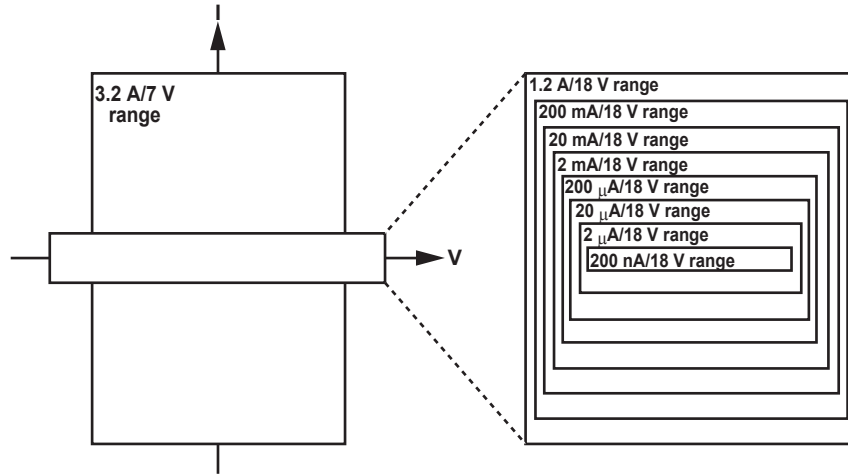 I
3.2 A/7 V
range
V
1.2 A/18 V range
200 mA/18 V range
20 mA/18 V range
2 mA/18 V range
200 μA/18 V range
20 μA/18 V range
2 μA/18 V range
200 nA/18 V range